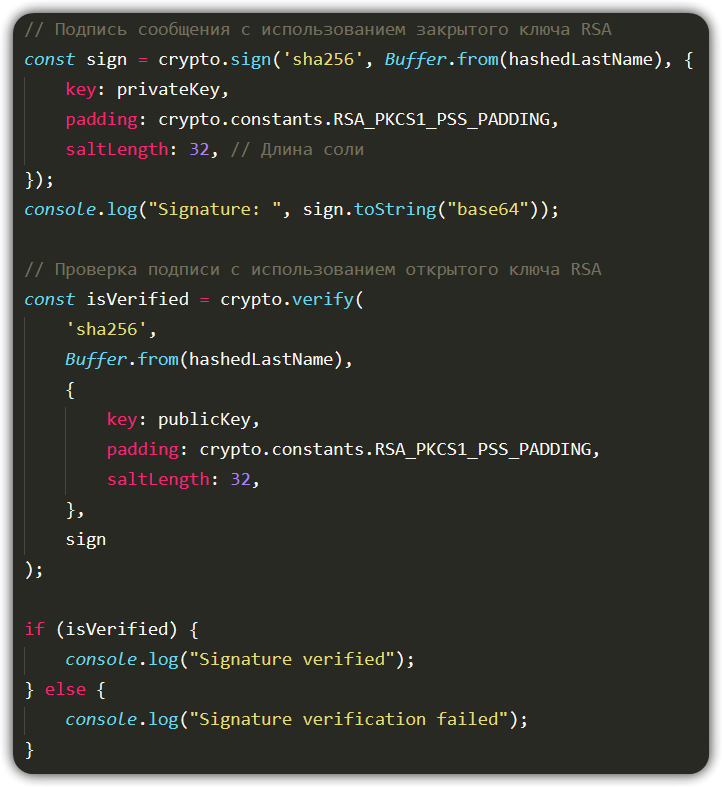 // Подпись сообщения с использованием закрытого ключа RSA
const sign = crypto.sign('sha256', Buffer.from(hashedLastName), {
    key: privateKey,
    padding: crypto.constants.RSA_PKCS1_PSS_PADDING,
    saltLength: 32, // Длина соли
});
console.log("Signature: ", sign.toString("base64"));

// Проверка подписи с использованием открытого ключа RSA
const isVerified = crypto.verify(
    'sha256',
    Buffer.from(hashedLastName),
    {
        key: publicKey,
        padding: crypto.constants.RSA_PKCS1_PSS_PADDING,
        saltLength: 32,
    },
    sign
);

if (isVerified) {
    console.log("Signature verified");
} else {
    console.log("Signature verification failed");
}